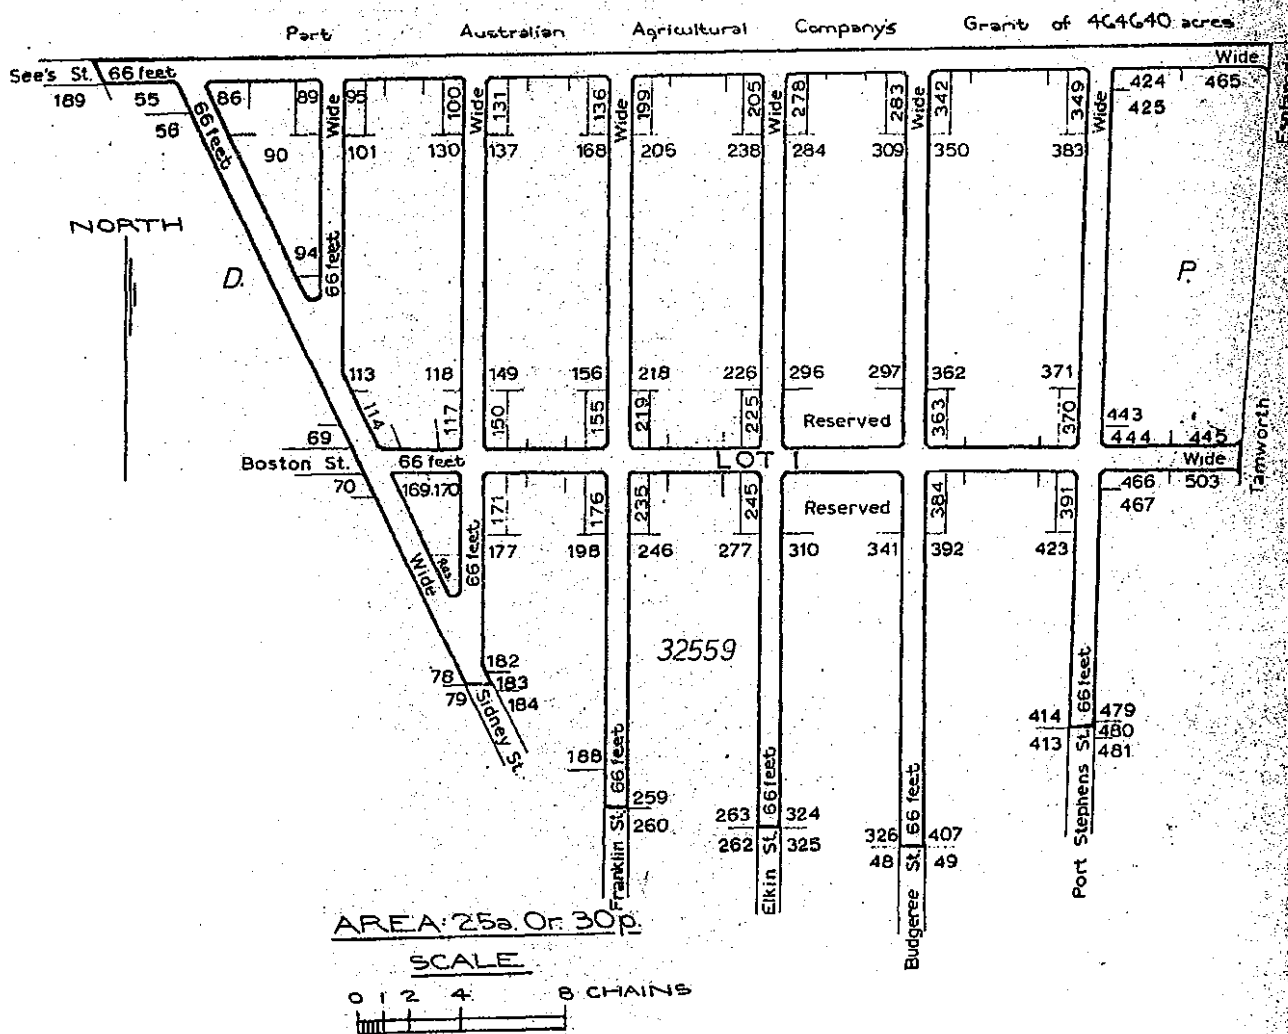 Part Australian Agricultural Company's Grant of 464640 acres
See's St. 66 feet
Wide
189 55 86 89 95 100 131 136 199 205 278 283 342 349 424 465
425
56
66 feet
Wide Wide Wide Wide Wide Wide
90 101 130 137 168 206 238 284 309 350 383
NORTH
94
66 feet
D.
P.
113 118 149 156 218 226 296 297 362 371
114 117 150 155 219 225 Reserved 363 370 443
69
444 445
Boston St. 66 feet LOT 1 Wide
Tamworth
70 169.170 171 176 235 245 Reserved 384 391 466 503
467
Wide
Res.
66 feet
177 198 246 277 310 341 392 423
32559
182
78 183
79 184
Sidney St.
188
Franklin St. 66 feet
259
260
Elkin St. 66 feet
263 324
262 325
Budgeree St. 66 feet
326 407
48 49
Port Stephens St. 66 feet
414 479
480
413 481
AREA: 25a. 0r. 30p.
SCALE
0 1 2 4 8 CHAINS